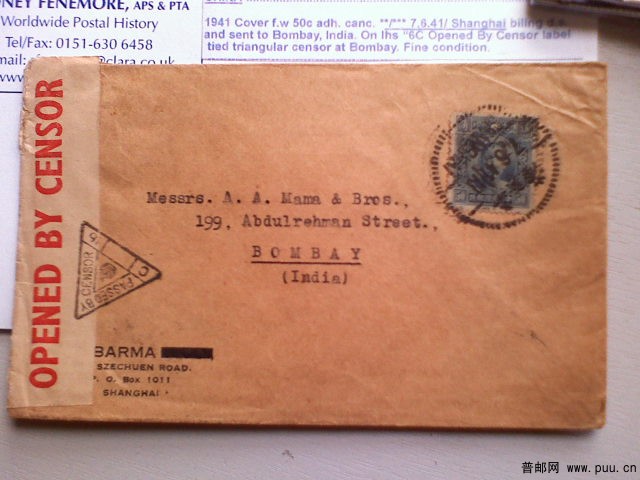 NEY FENEMORE, APS & PTA
Worldwide Postal History
Tel/Fax: 0151-630 6458
clara.co.uk
1941 Cover f.w 50c adh. canc. **/*** 7.6.41/ Shanghai biling d.s.
and sent to Bombay, India. On lhs "6C Opened By Censor label
tied triangular censor at Bombay. Fine condition.
OPENED BY CENSOR
PASSED BY CENSOR
C
Messrs. A. A. Mama & Bros.,
199, Abdulrehman Street.,
BOMBAY
(India)
BARMA
SZECHUEN ROAD.
P. O. Box 1011
SHANGHAI
普邮网 www.puu.cn